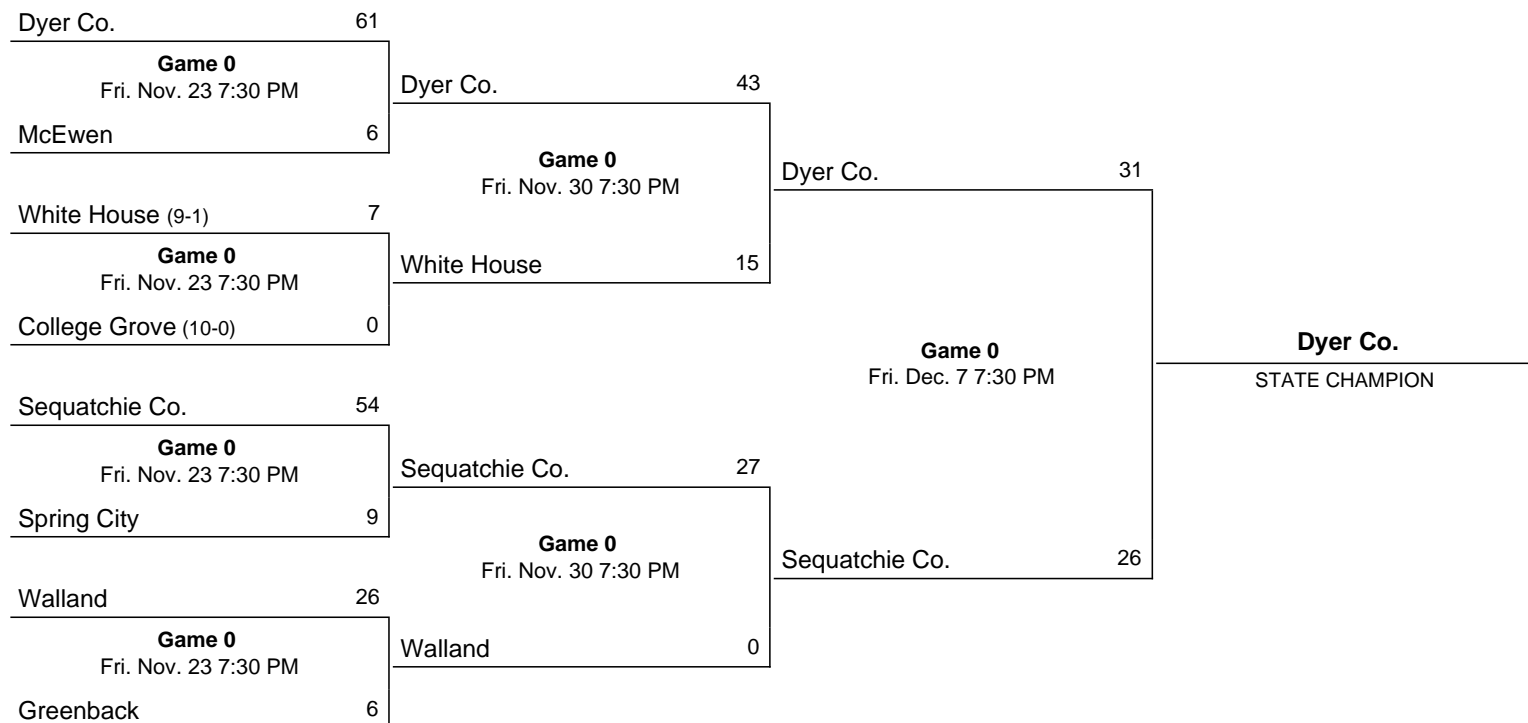 Dyer Co. 61
Game 0
Fri. Nov. 23 7:30 PM
McEwen 6
White House (9-1) 7
Game 0
Fri. Nov. 23 7:30 PM
College Grove (10-0) 0
Sequatchie Co. 54
Game 0
Fri. Nov. 23 7:30 PM
Spring City 9
Walland 26
Game 0
Fri. Nov. 23 7:30 PM
Greenback 6
Dyer Co. 43
Game 0
Fri. Nov. 30 7:30 PM
White House 15
Sequatchie Co. 27
Game 0
Fri. Nov. 30 7:30 PM
Walland 0
Dyer Co. 31
Game 0
Fri. Dec. 7 7:30 PM
Sequatchie Co. 26
Dyer Co.
STATE CHAMPION